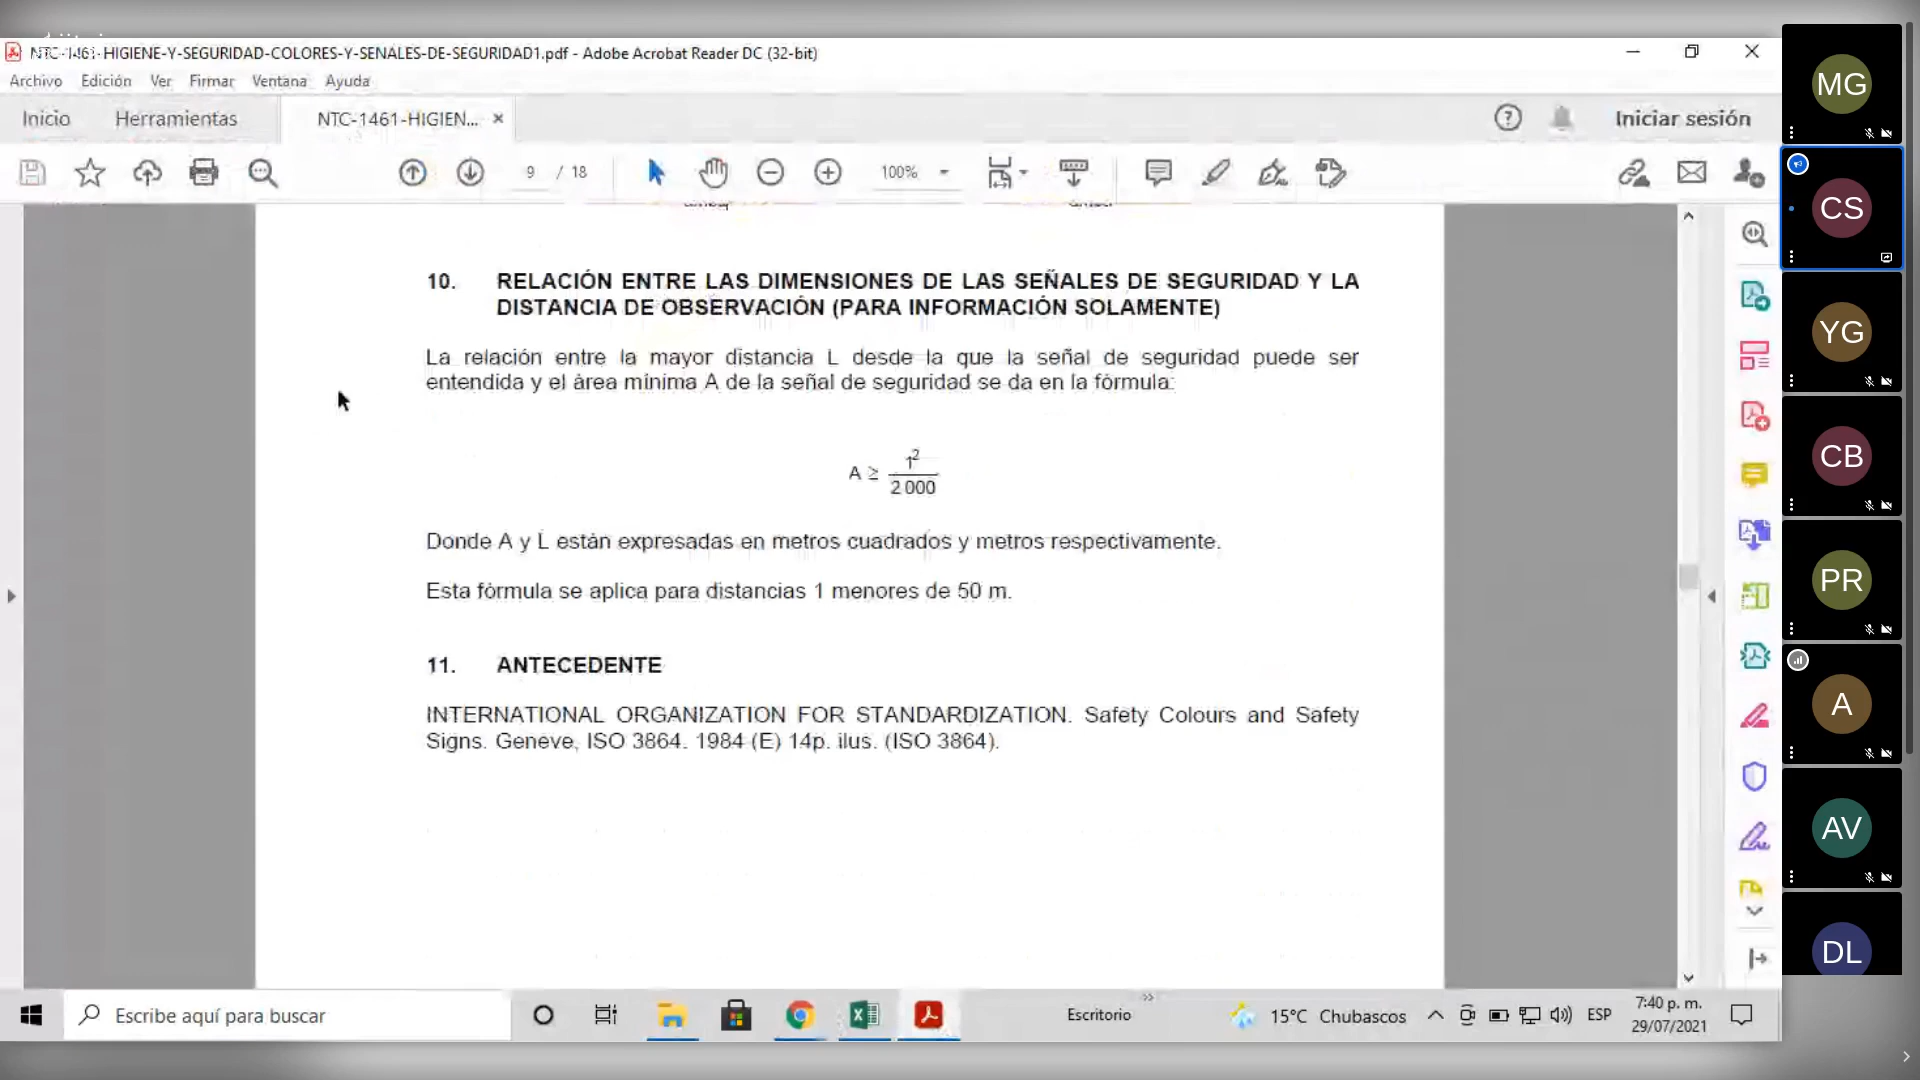 NTC-1461-HIGIENE-Y-SEGURIDAD-COLORES-Y-SENALES-DE-SEGURIDAD1.pdf - Adobe Acrobat Reader DC (32-bit)
Archivo Edición Ver Firmar Ventana Ayuda
Inicio Herramientas NTC-1461-HIGIEN... × Iniciar sesión
9 / 18 100%
10. RELACIÓN ENTRE LAS DIMENSIONES DE LAS SEÑALES DE SEGURIDAD Y LA
DISTANCIA DE OBSERVACIÓN (PARA INFORMACIÓN SOLAMENTE)
La relación entre la mayor distancia L desde la que la señal de seguridad puede ser
entendida y el área mínima A de la señal de seguridad se da en la fórmula:
A ≥ 1² / 2 000
Donde A y L están expresadas en metros cuadrados y metros respectivamente.
Esta fórmula se aplica para distancias 1 menores de 50 m.
11. ANTECEDENTE
INTERNATIONAL ORGANIZATION FOR STANDARDIZATION. Safety Colours and Safety
Signs. Geneve, ISO 3864. 1984 (E) 14p. ilus. (ISO 3864).
MG
CS
YG
CB
PR
A
AV
DL
Escribe aquí para buscar
Escritorio
15°C Chubascos
ESP
7:40 p. m.
29/07/2021